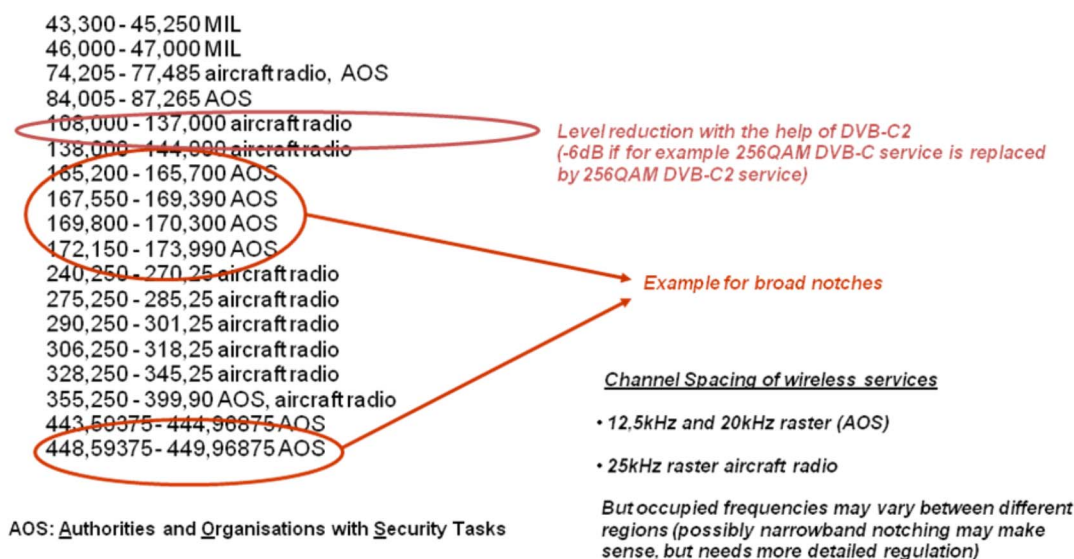 43,300 - 45,250 MIL
46,000 - 47,000 MIL
74,205 - 77,485 aircraft radio, AOS
84,005 - 87,265 AOS
108,000 - 137,000 aircraft radio
138,000 - 144,000 aircraft radio
165,200 - 165,700 AOS
167,550 - 169,390 AOS
169,800 - 170,300 AOS
172,150 - 173,990 AOS
240,250 - 270,25 aircraft radio
275,250 - 285,25 aircraft radio
290,250 - 301,25 aircraft radio
306,250 - 318,25 aircraft radio
328,250 - 345,25 aircraft radio
355,250 - 399,90 AOS, aircraft radio
443,59375 - 444,96875 AOS
448,59375 - 449,96875 AOS
AOS: Authorities and Organisations with Security Tasks
Level reduction with the help of DVB-C2
(-6dB if for example 256QAM DVB-C service is replaced
by 256QAM DVB-C2 service)
Example for broad notches
Channel Spacing of wireless services
• 12,5kHz and 20kHz raster (AOS)
• 25kHz raster aircraft radio
But occupied frequencies may vary between different
regions (possibly narrowband notching may make
sense, but needs more detailed regulation)